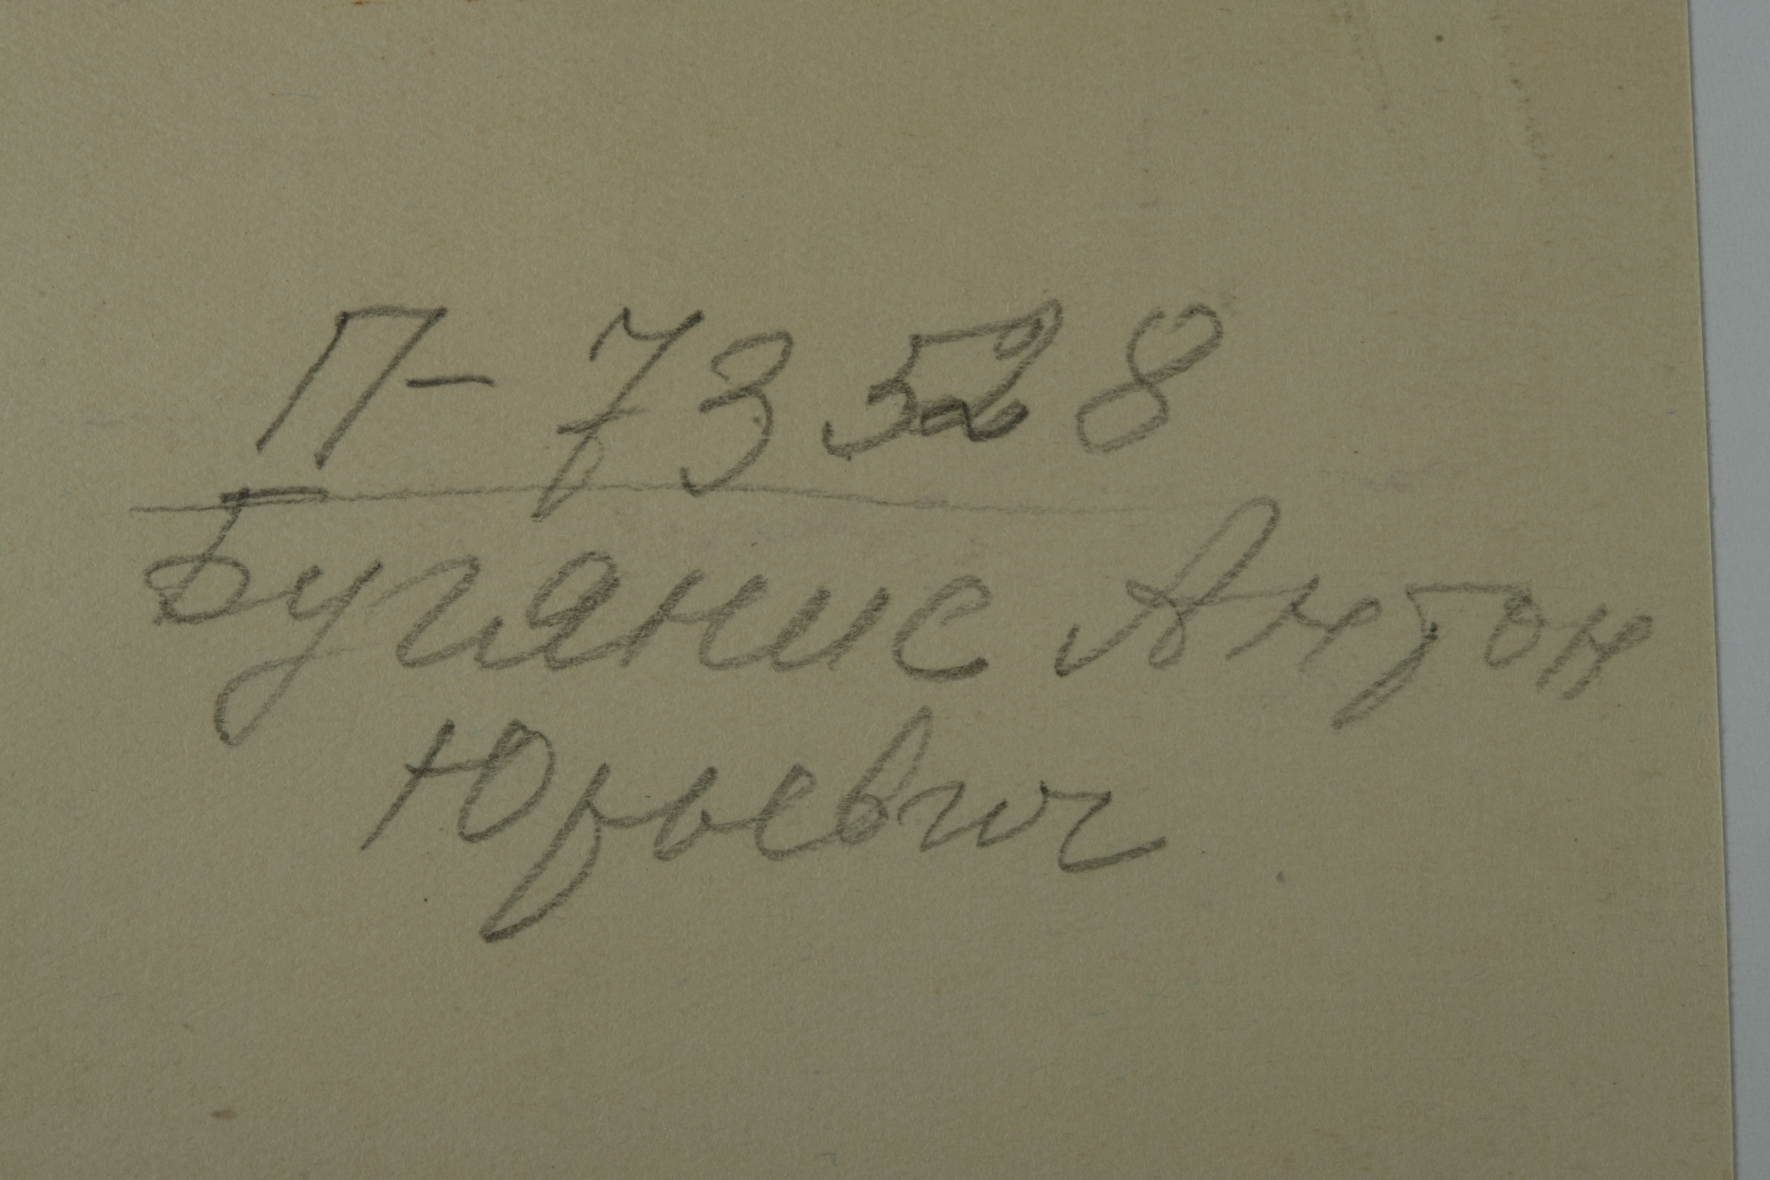 П-73528
Бугянис Антон
Юрьевич